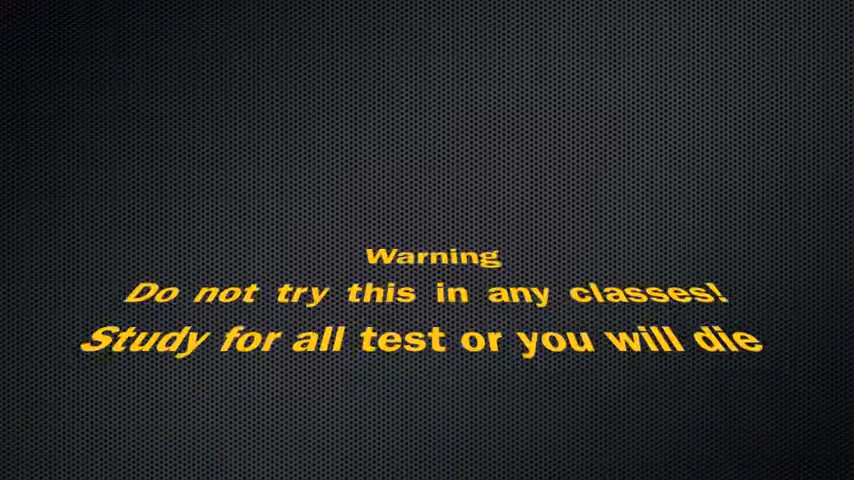 Warning
Do not try this in any classes!
Study for all test or you will die